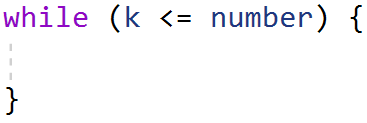 while (k <= number) {
}